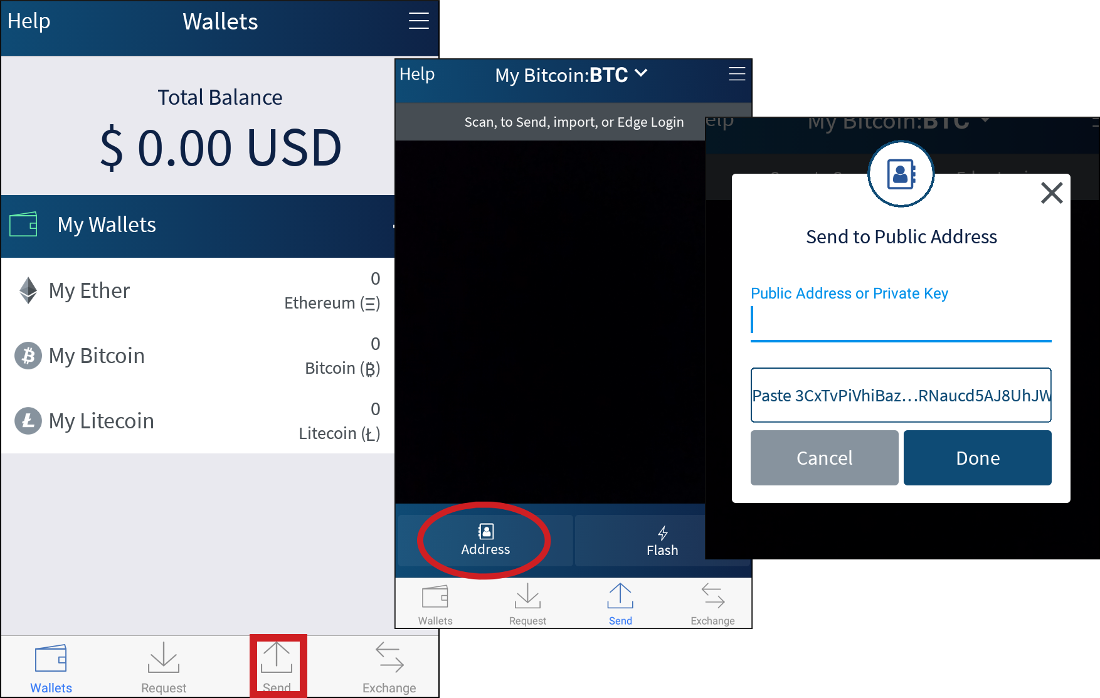 Help
Wallets
Total Balance
$ 0.00 USD
My Wallets
My Ether
0
Ethereum (Ξ)
My Bitcoin
0
Bitcoin (₿)
My Litecoin
0
Litecoin (Ł)
Wallets
Request
Send
Exchange
Help
My Bitcoin:BTC
Scan, to Send, import, or Edge Login
Address
Flash
Wallets
Request
Send
Exchange
My Bitcoin:BTC
Send to Public Address
Public Address or Private Key
Paste 3CxTvPiVhiBaz...RNaucd5AJ8UhJW
Cancel
Done